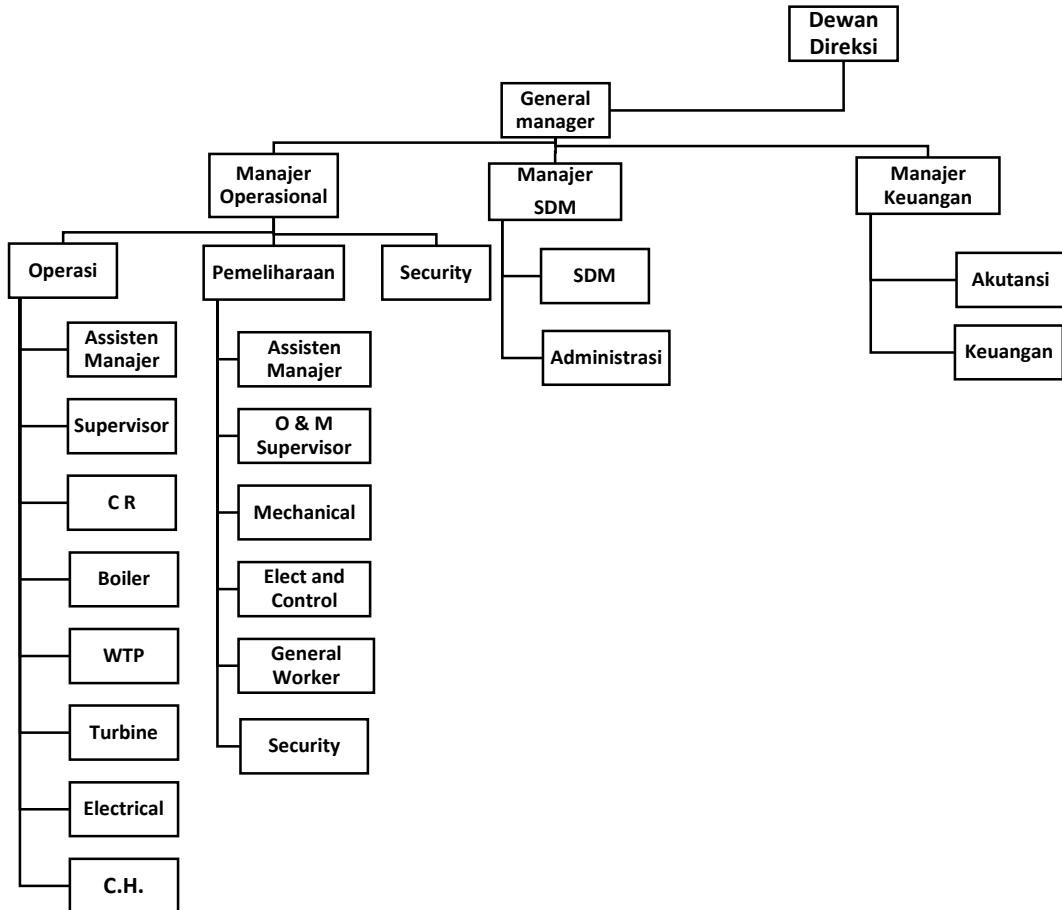 Dewan
Direksi
General
manager
Manajer
Operasional
Manajer
SDM
Manajer
Keuangan
Operasi
Pemeliharaan
Security
SDM
Administrasi
Akutansi
Keuangan
Assisten
Manajer
Supervisor
C R
Boiler
WTP
Turbine
Electrical
C.H.
Assisten
Manajer
O & M
Supervisor
Mechanical
Elect and
Control
General
Worker
Security